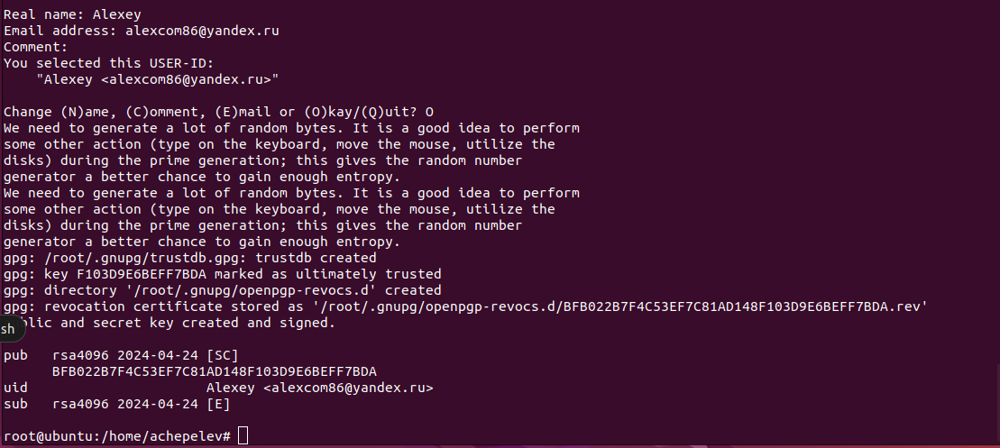 Real name: Alexey
Email address: alexcom86@yandex.ru
Comment:
You selected this USER-ID:
    "Alexey <alexcom86@yandex.ru>"

Change (N)ame, (C)omment, (E)mail or (O)kay/(Q)uit? O
We need to generate a lot of random bytes. It is a good idea to perform
some other action (type on the keyboard, move the mouse, utilize the
disks) during the prime generation; this gives the random number
generator a better chance to gain enough entropy.
We need to generate a lot of random bytes. It is a good idea to perform
some other action (type on the keyboard, move the mouse, utilize the
disks) during the prime generation; this gives the random number
generator a better chance to gain enough entropy.
gpg: /root/.gnupg/trustdb.gpg: trustdb created
gpg: key F103D9E6BEFF7BDA marked as ultimately trusted
gpg: directory '/root/.gnupg/openpgp-revocs.d' created
gpg: revocation certificate stored as '/root/.gnupg/openpgp-revocs.d/BFB022B7F4C53EF7C81AD148F103D9E6BEFF7BDA.rev'
sh
blic and secret key created and signed.

pub   rsa4096 2024-04-24 [SC]
      BFB022B7F4C53EF7C81AD148F103D9E6BEFF7BDA
uid                      Alexey <alexcom86@yandex.ru>
sub   rsa4096 2024-04-24 [E]

root@ubuntu:/home/achepelev#